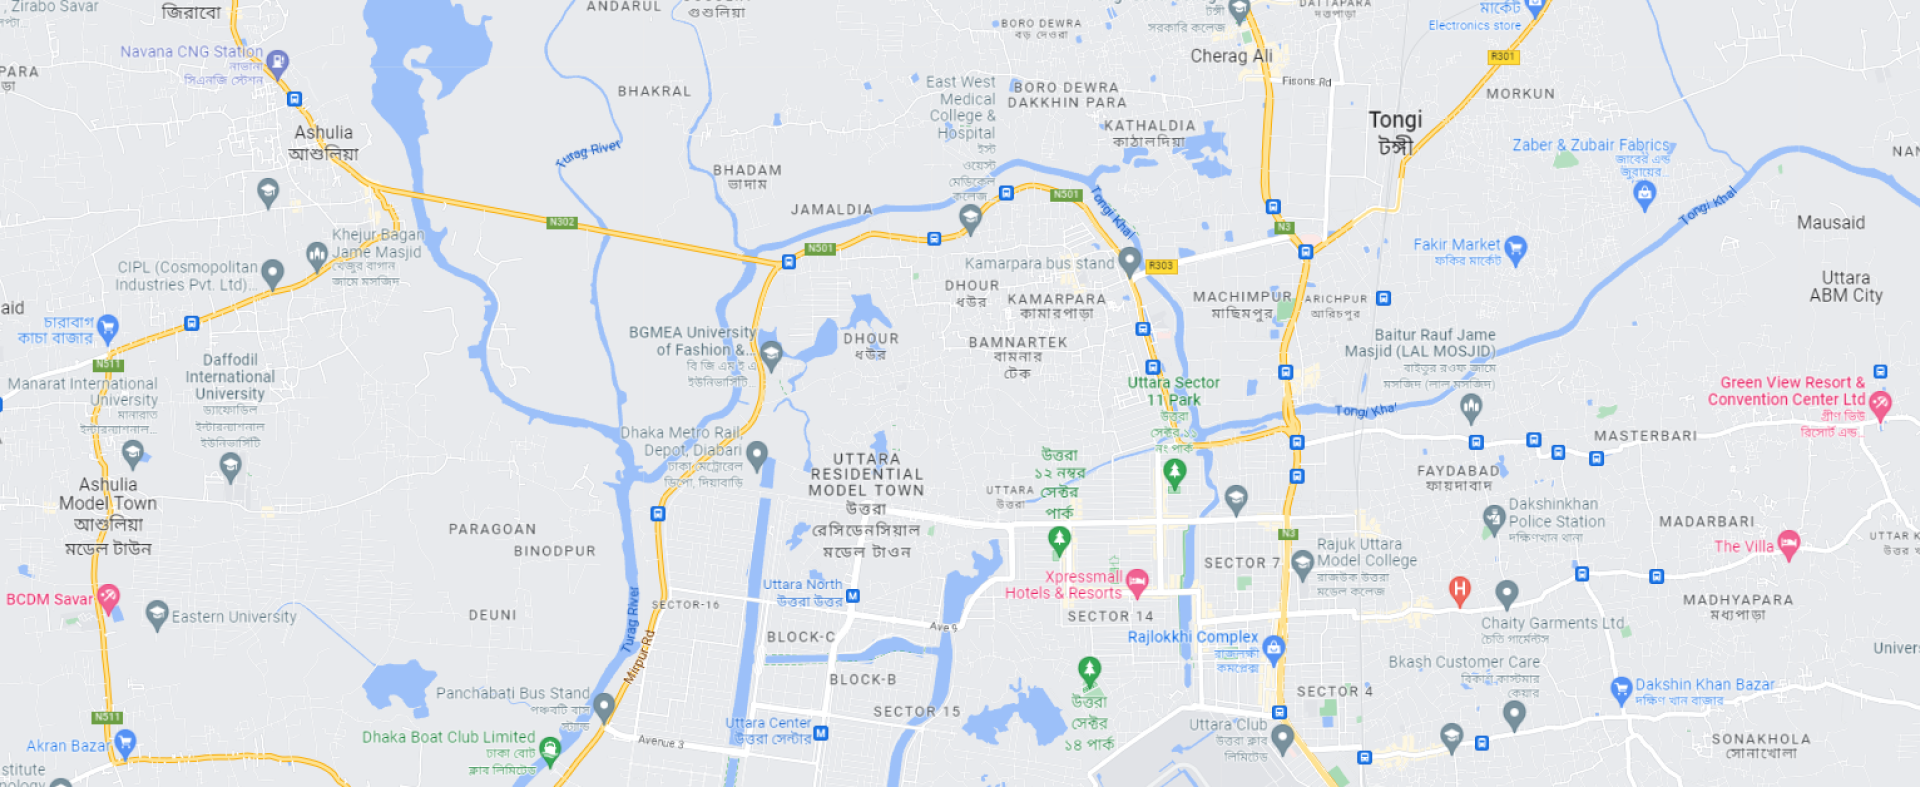 , Zirabo Savar
জিরাবো
ANDARUL
গুশুলিয়া
BORO DEWRA
বড় দেওরা
টঙ্গী
সরকারি কলেজ
DATTAPARA
দত্তপাড়া
মার্কেট
Electronics store
Navana CNG Station
নাভানা
সিএনজি স্টেশন
PARA
ড়া
Cherag Ali
Fisons Rd
R301
MORKUN
BHAKRAL
East West
Medical
College &
Hospital
ইস্ট
ওয়েস্ট
মেডিকেল
কলেজ
BORO DEWRA
DAKKHIN PARA
KATHALDIA
কাঠালদিয়া
Tongi
টঙ্গী
Zaber & Zubair Fabrics
জাবের এন্ড
জুবায়ের...
NAN
Ashulia
আশুলিয়া
Turag River
BHADAM
ভাদাম
JAMALDIA
N501
Tongi Khal
Tongi Khal
Mausaid
N302
N501
N3
Khejur Bagan
Jame Masjid
খেজুর বাগান
জামে মসজিদ
CIPL (Cosmopolitan
Industries Pvt. Ltd)...
Kamarpara bus stand
R303
Fakir Market
ফকির মার্কেট
Uttara
ABM City
DHOUR
ধউর
KAMARPARA
কামারপাড়া
MACHIMPUR
মাছিমপুর
ARICHPUR
আরিচপুর
aid
চারাবাগ
কাচা বাজার
N511
BGMEA University
of Fashion &...
বি জি এম ই এ
ইউনিভার্সিটি...
DHOUR
ধউর
BAMNARTEK
বামনার
টেক
Baitur Rauf Jame
Masjid (LAL MOSJID)
বাইতুর রওফ জামে
মসজিদ (লাল মসজিদ)
Daffodil
International
University
ড্যাফোডিল
ইন্টারন্যাশনাল
ইউনিভার্সিটি
Manarat International
University
মানারাত
ইন্টারন্যাশনাল...
Uttara Sector
11 Park
উত্তরা
সেক্টর ১১
নং পার্ক
Tongi Khal
Green View Resort &
Convention Center Ltd
গ্রীণ ভিউ
রিসোর্ট এন্ড...
MASTERBARI
Dhaka Metro Rail,
Depot, Diabari
ঢাকা মেট্রোরেল
ডিপো, দিয়াবাড়ি
UTTARA
RESIDENTIAL
MODEL TOWN
উত্তরা
রেসিডেনসিয়াল
মডেল টাওন
উত্তরা
১২ নম্বর
সেক্টর
পার্ক
UTTARA
উত্তরা
FAYDABAD
ফায়দাবাদ
Ashulia
Model Town
আশুলিয়া
মডেল টাউন
PARAGOAN
BINODPUR
Dakshinkhan
Police Station
দক্ষিণখান থানা
MADARBARI
The Villa
UTTAR K
উত্তর খ
N3
SECTOR 7
Rajuk Uttara
Model College
রাজউক উত্তরা
মডেল কলেজ
Xpressmall
Hotels & Resorts
SECTOR 14
Uttara North
উত্তরা উত্তর
BCDM Savar
Eastern University
DEUNI
SECTOR-16
Turag River
Mirpur Rd
BLOCK-C
Ave 9
BLOCK-B
MADHYAPARA
মধ্যপাড়া
Chaity Garments Ltd
চৈতি গার্মেন্টস
Rajlokkhi Complex
রাজলক্ষী
কমপ্লেক্স
Univers
Bkash Customer Care
বিকাশ কাস্টমার
কেয়ার
SECTOR 4
Dakshin Khan Bazar
দক্ষিণ খান বাজার
Panchabati Bus Stand
পঞ্চবটি বাস
স্ট্যান্ড
উত্তরা
সেক্টর
১৪ পার্ক
SECTOR 15
N511
Akran Bazar
Uttara Center
উত্তরা সেন্টার
Uttara Club
উত্তরা ক্লাব
লিমিটেড
SONAKHOLA
সোনাখোলা
Dhaka Boat Club Limited
ঢাকা বোট
ক্লাব লিমিটেড
Avenue 3
stitute
nology